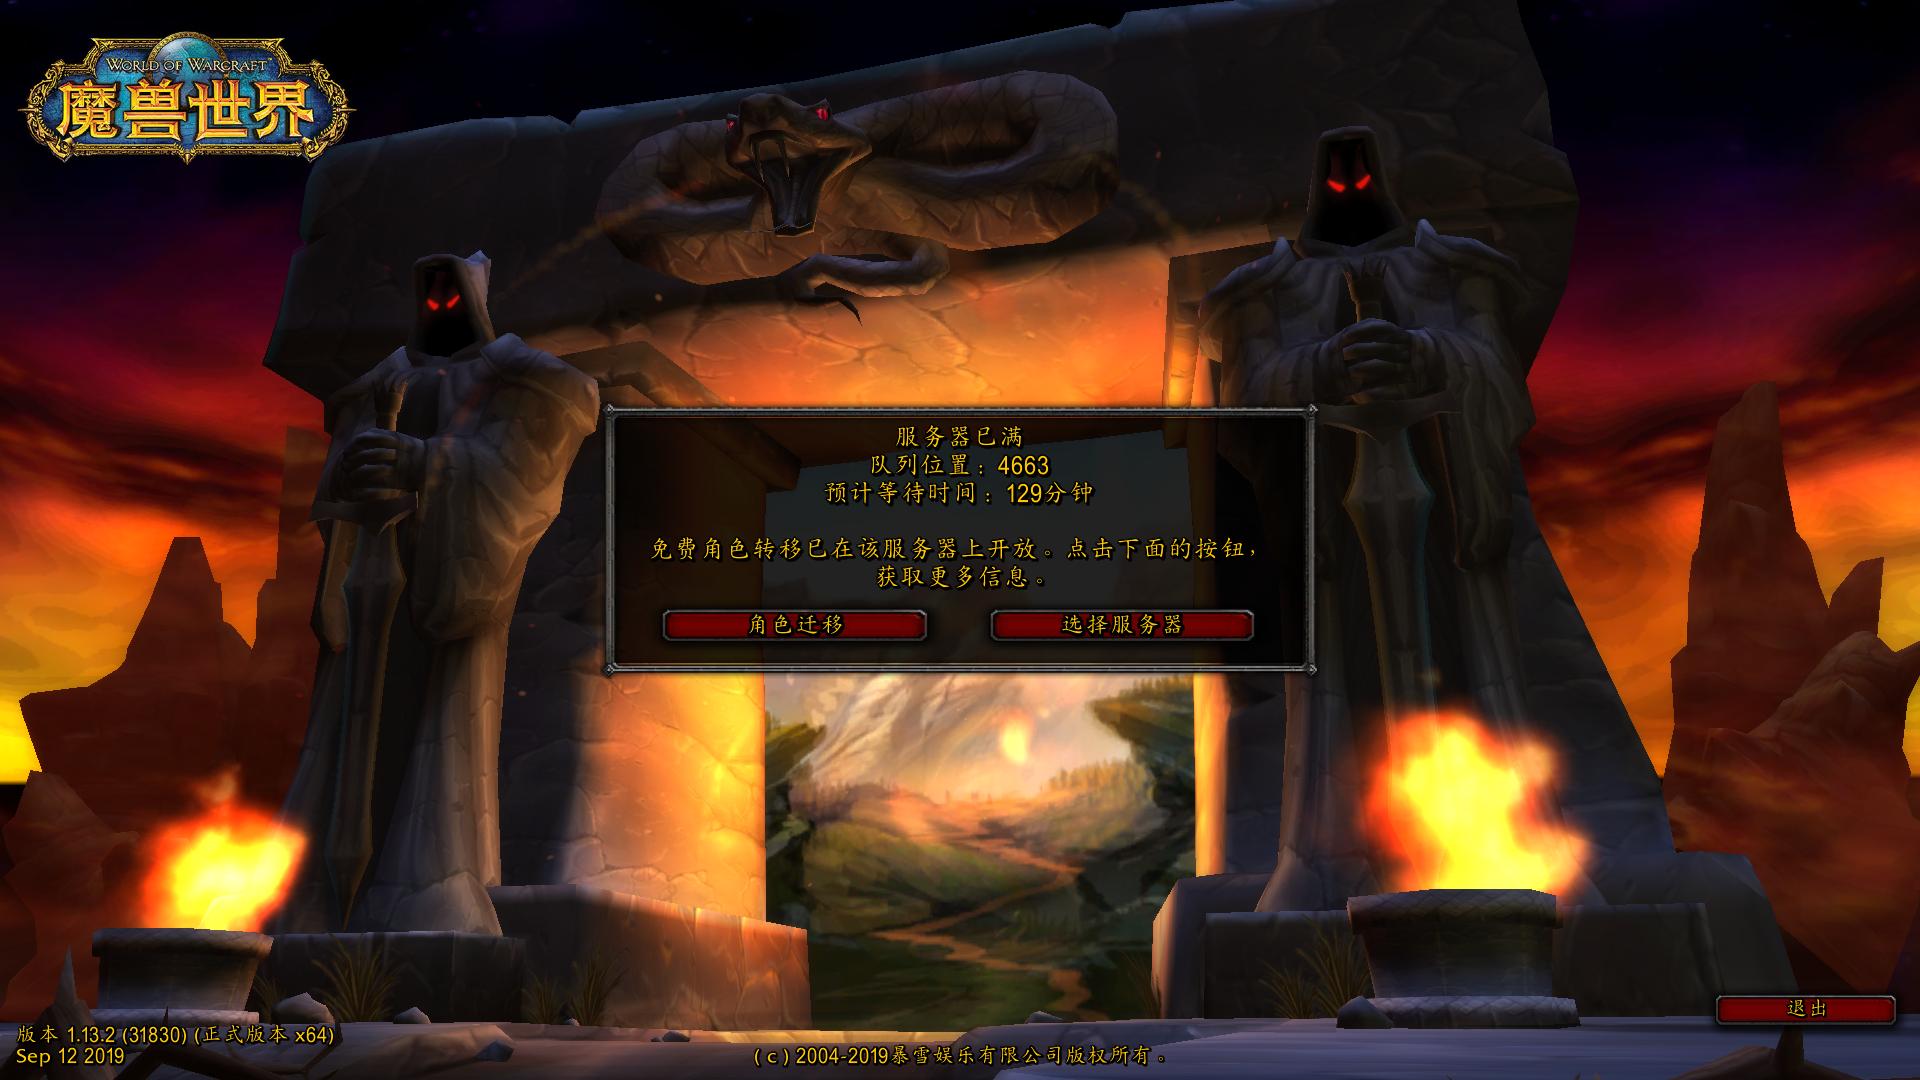 World of Warcraft
魔兽世界
服务器已满
队列位置：4663
预计等待时间：129分钟
免费角色转移已在该服务器上开放。点击下面的按钮，
获取更多信息。
角色迁移
选择服务器
退出
版本 1.13.2 (31830) (正式版本 x64)
Sep 12 2019
(c) 2004-2019暴雪娱乐有限公司版权所有。